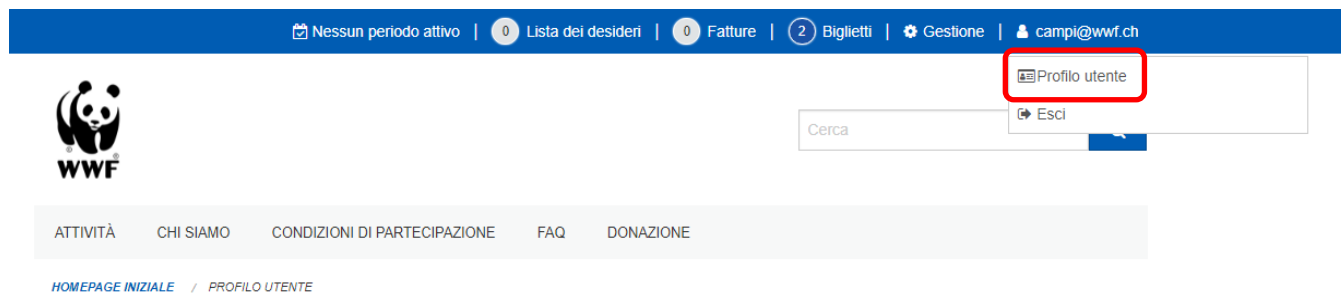 Nessun periodo attivo | 0 Lista dei desideri | 0 Fatture | 2 Biglietti | Gestione | campi@wwf.ch
Profilo utente
Esci
Cerca
WWF
ATTIVITÀ CHI SIAMO CONDIZIONI DI PARTECIPAZIONE FAQ DONAZIONE
HOMEPAGE INIZIALE / PROFILO UTENTE